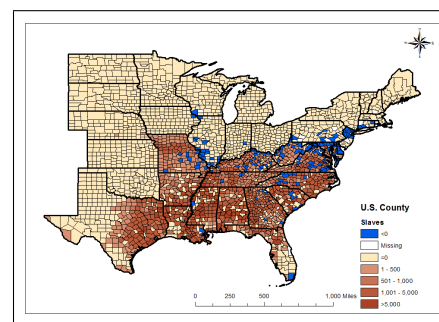 N
U.S. County
Slaves
<0
Missing
=0
1 - 500
501 - 1,000
1,001 - 5,000
>5,000
0 250 500 1,000 Miles